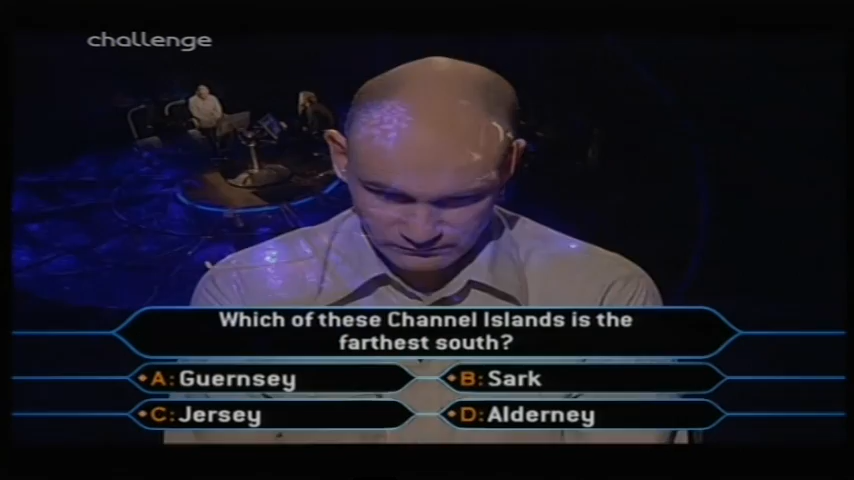 challenge
Which of these Channel Islands is the
farthest south?
A: Guernsey
B: Sark
C: Jersey
D: Alderney